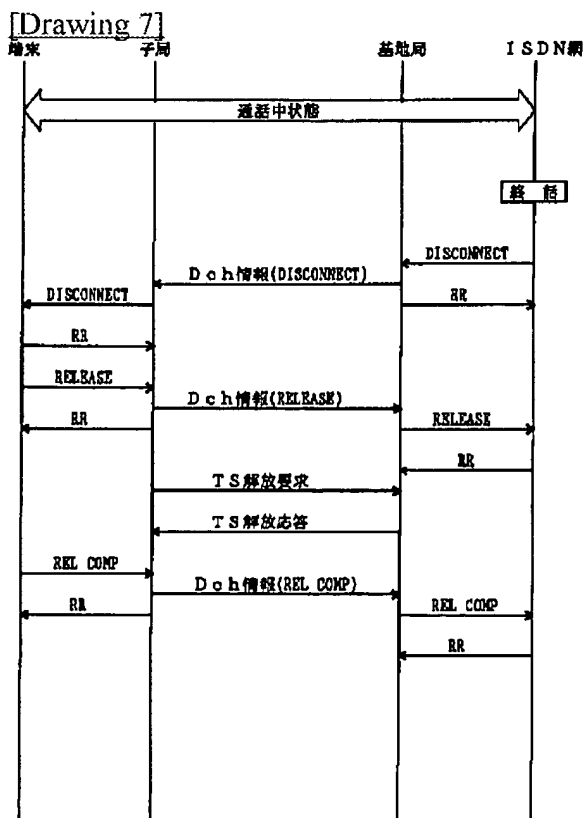 [Drawing 7]
端末 子局 基地局 ISDN網
通話中状態
終話
DISCONNECT
Dch情報(DISCONNECT)
DISCONNECT RR
RR
RELEASE
Dch情報(RELEASE)
RR RELEASE
RR
TS解放要求
TS解放応答
REL COMP
Dch情報(REL COMP)
RR REL COMP
RR